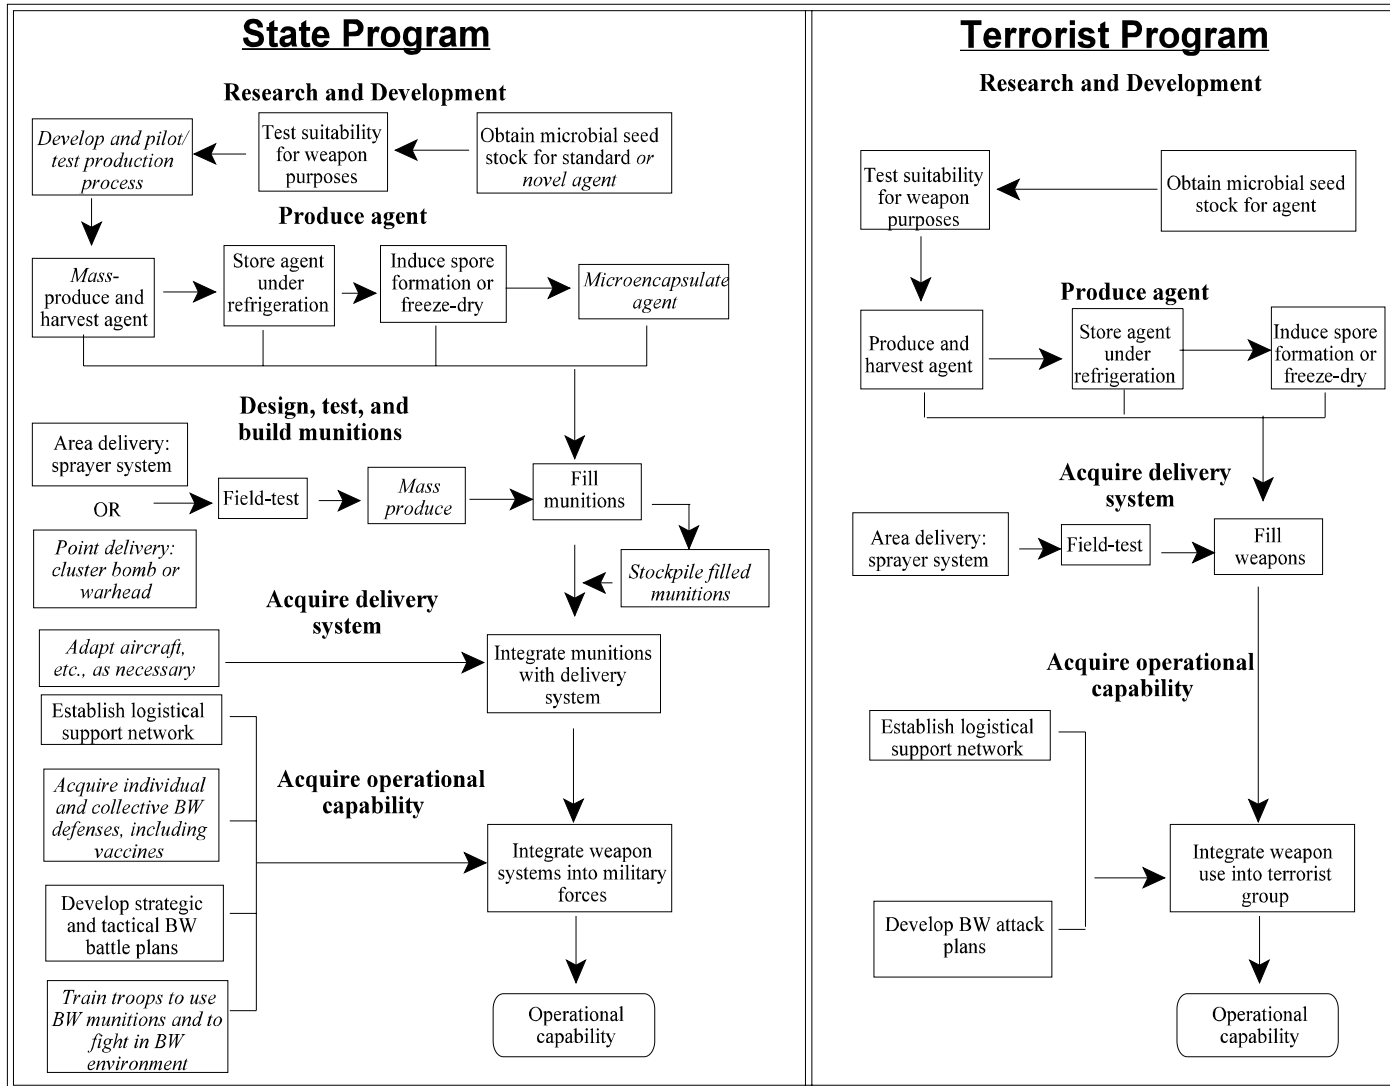 State Program
Research and Development
Develop and pilot/
test production
process
Test suitability
for weapon
purposes
Obtain microbial seed
stock for standard or
novel agent
Produce agent
Mass-
produce and
harvest agent
Store agent
under
refrigeration
Induce spore
formation or
freeze-dry
Microencapsulate
agent
Design, test, and
build munitions
Area delivery:
sprayer system
OR
Point delivery:
cluster bomb or
warhead
Field-test
Mass
produce
Fill
munitions
Stockpile filled
munitions
Acquire delivery
system
Adapt aircraft,
etc., as necessary
Integrate munitions
with delivery
system
Establish logistical
support network
Acquire individual
and collective BW
defenses, including
vaccines
Develop strategic
and tactical BW
battle plans
Train troops to use
BW munitions and to
fight in BW
environment
Acquire operational
capability
Integrate weapon
systems into military
forces
Operational
capability
Terrorist Program
Research and Development
Test suitability
for weapon
purposes
Obtain microbial seed
stock for agent
Produce agent
Produce and
harvest agent
Store agent
under
refrigeration
Induce spore
formation or
freeze-dry
Acquire delivery
system
Area delivery:
sprayer system
Field-test
Fill
weapons
Acquire operational
capability
Establish logistical
support network
Develop BW attack
plans
Integrate weapon
use into terrorist
group
Operational
capability